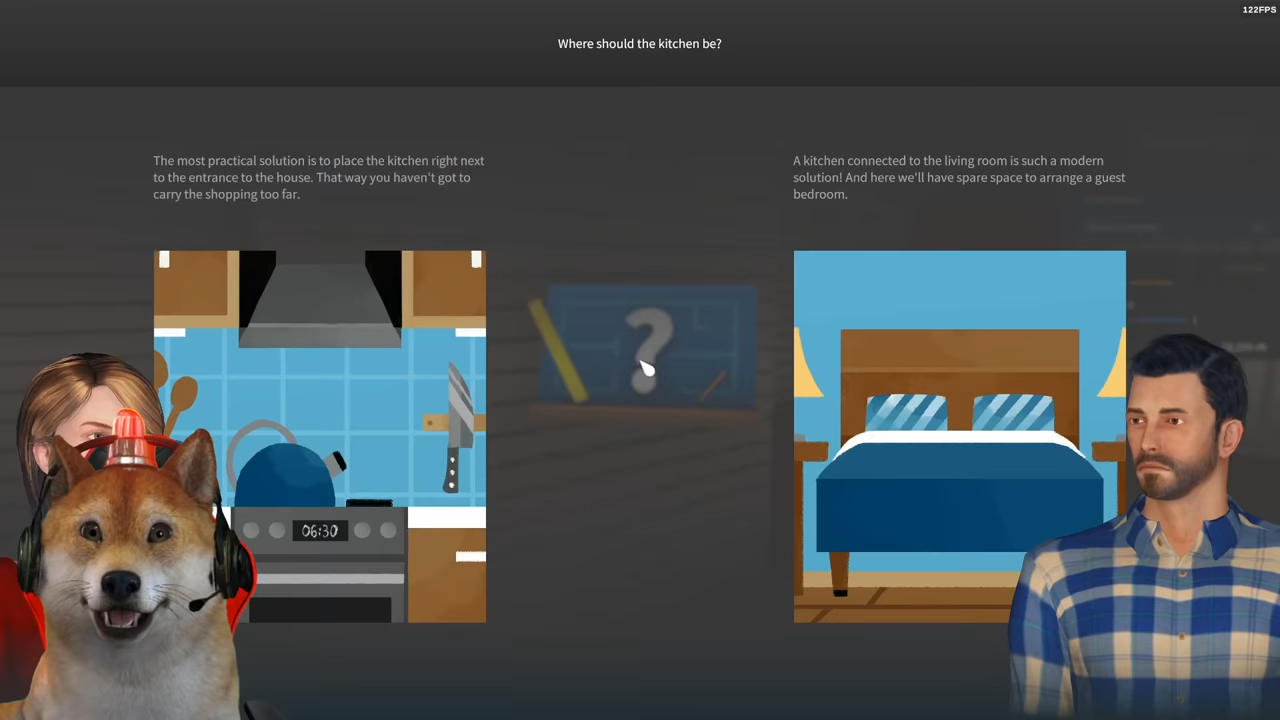 122FPS
Where should the kitchen be?
The most practical solution is to place the kitchen right next
to the entrance to the house. That way you haven't got to
carry the shopping too far.
A kitchen connected to the living room is such a modern
solution! And here we'll have spare space to arrange a guest
bedroom.
06:30